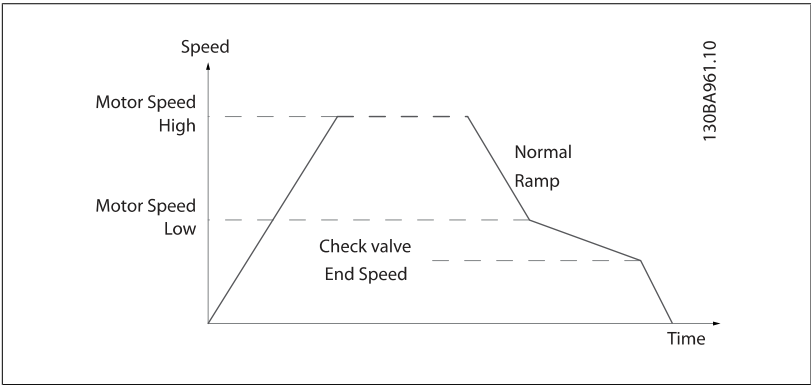 Speed
130BA961.10
Motor Speed
High
Normal
Ramp
Motor Speed
Low
Check valve
End Speed
Time